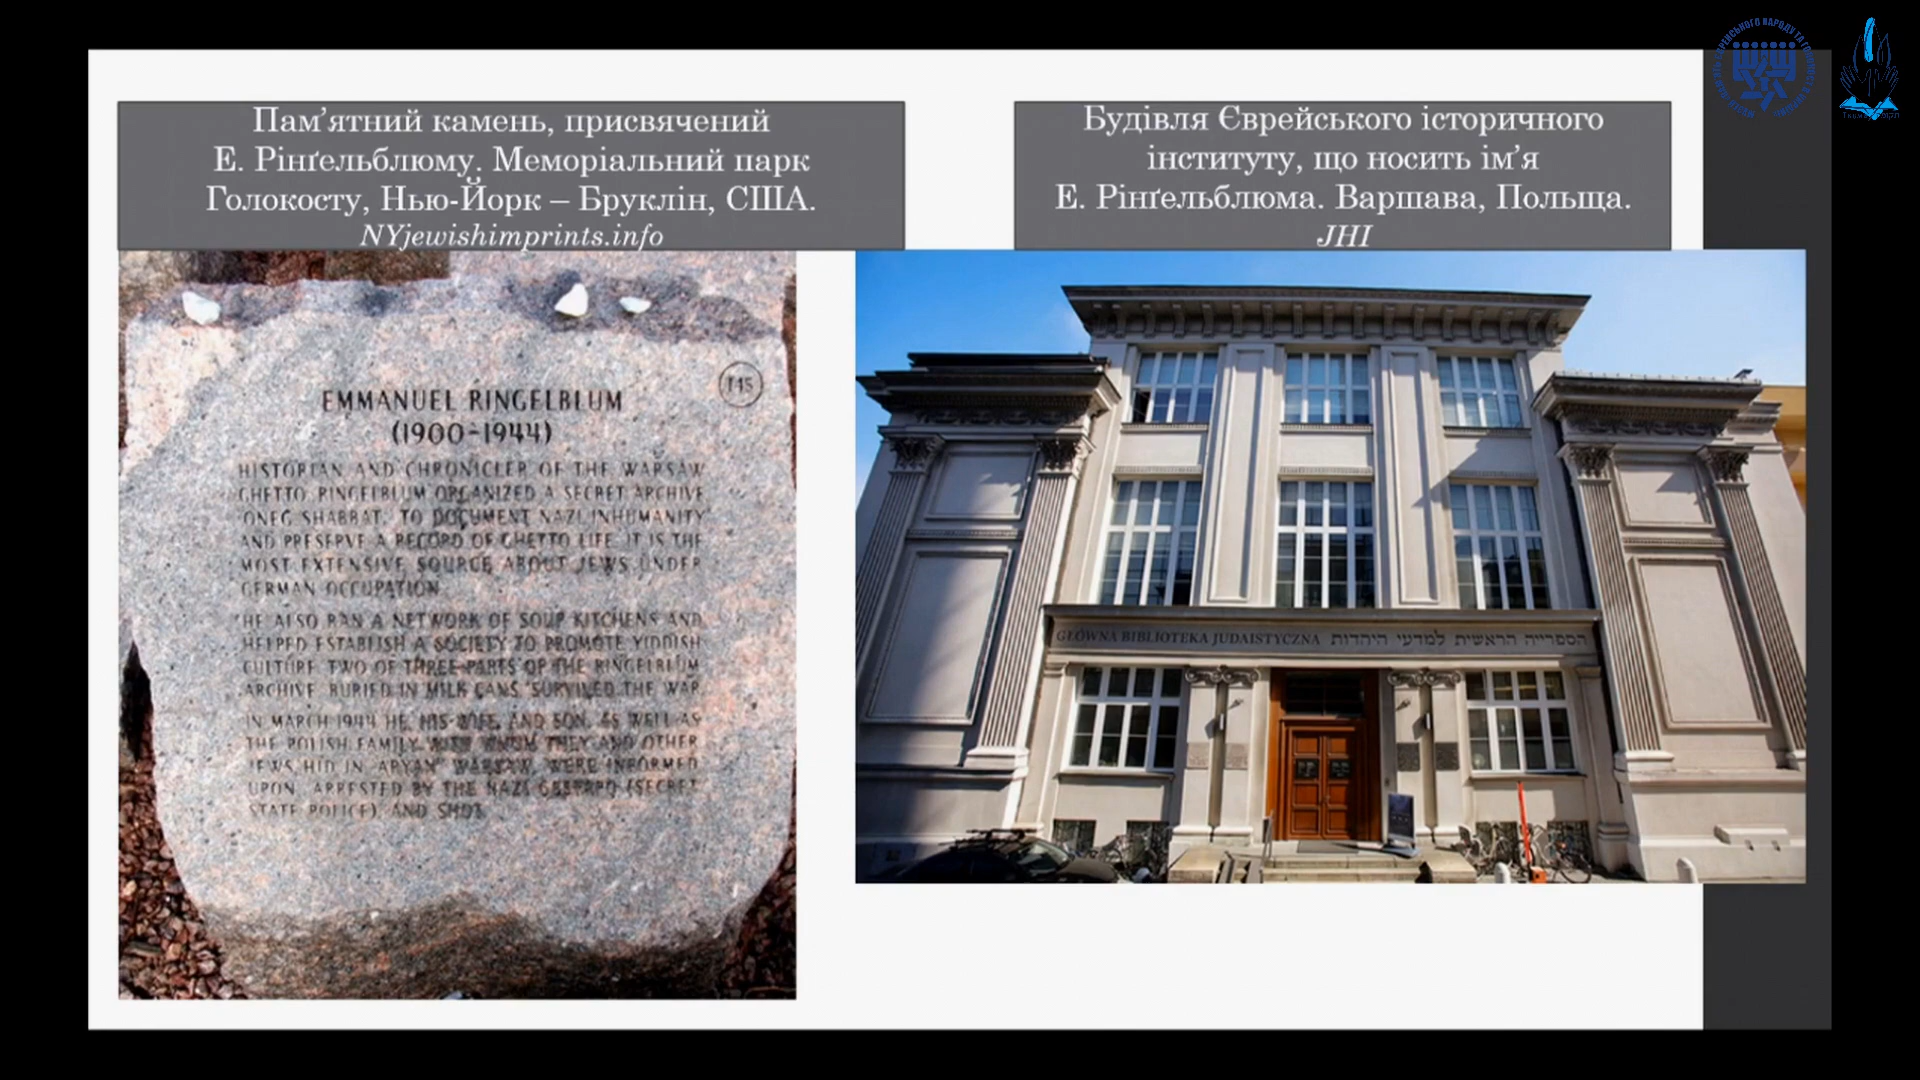 Пам’ятний камень, присвячений
Е. Рінґельблюму. Меморіальний парк
Голокосту, Нью-Йорк – Бруклін, США.
NYjewishimprints.info
Будівля Єврейського історичного
інституту, що носить ім’я
Е. Рінґельблюма. Варшава, Польща.
JHI
145
EMMANUEL RINGELBLUM
(1900-1944)
HISTORIAN AND CHRONICLER OF THE WARSAW
GHETTO RINGELBLUM ORGANIZED A SECRET ARCHIVE
'ONEG SHABBAT,' TO DOCUMENT NAZI INHUMANITY
AND PRESERVE A RECORD OF GHETTO LIFE. IT IS THE
MOST EXTENSIVE SOURCE ABOUT JEWS UNDER
GERMAN OCCUPATION
HE ALSO RAN A NETWORK OF SOUP KITCHENS AND
HELPED ESTABLISH A SOCIETY TO PROMOTE YIDDISH
CULTURE. TWO OF THREE PARTS OF THE RINGELBLUM
ARCHIVE, BURIED IN MILK CANS, SURVIVED THE WAR.
IN MARCH 1944 HE, HIS WIFE, AND SON, AS WELL AS
THE POLISH FAMILY WITH WHOM THEY AND OTHER
JEWS HID IN "ARYAN" WARSAW, WERE INFORMED
UPON, ARRESTED BY THE NAZI GESTAPO (SECRET
STATE POLICE), AND SHOT.
GŁÓWNA BIBLIOTEKA JUDAISTYCZNA הספרייה הראשית למדעי היהדות